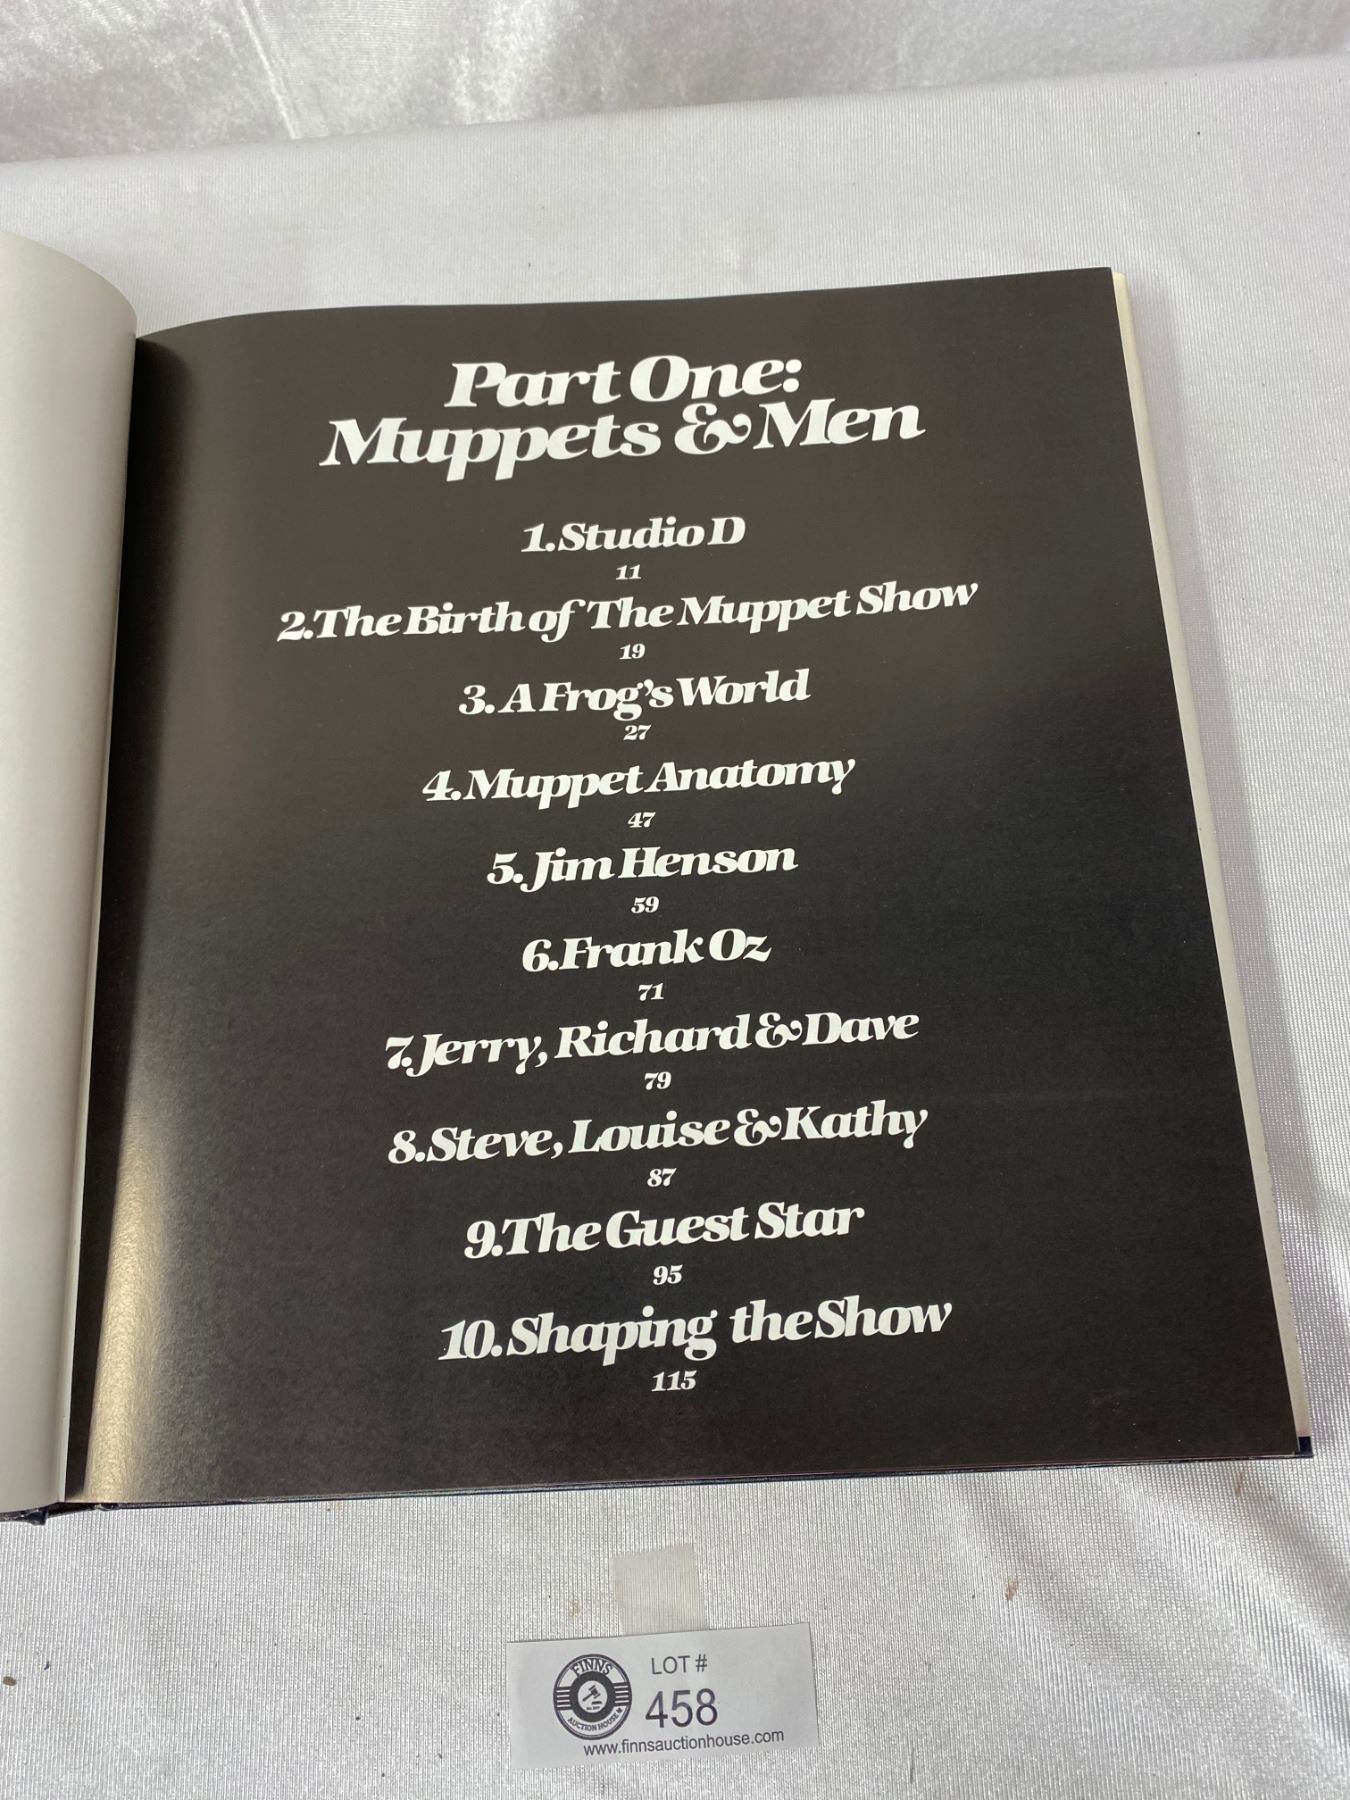 Part One:
Muppets & Men
1. Studio D
11
2. The Birth of The Muppet Show
19
3. A Frog's World
27
4. Muppet Anatomy
47
5. Jim Henson
59
6. Frank Oz
71
7. Jerry, Richard & Dave
79
8. Steve, Louise & Kathy
87
9. The Guest Star
95
10. Shaping the Show
115
FINNS
AUCTION HOUSE
LOT #
458
www.finnsauctionhouse.com